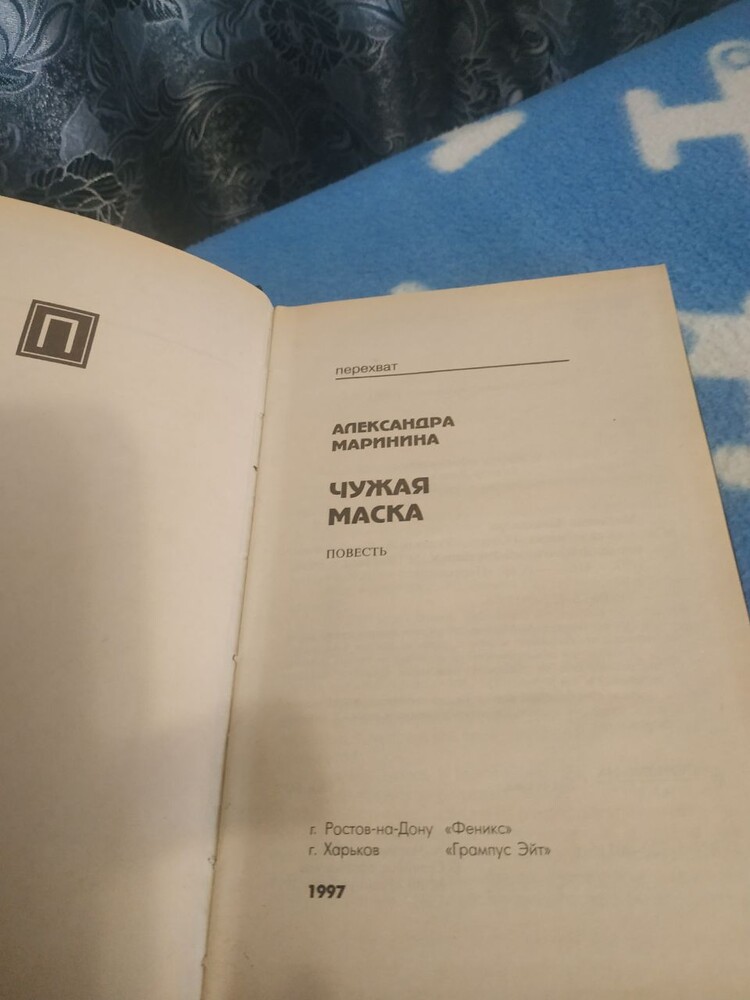 П
перехват
АЛЕКСАНДРА
МАРИНИНА
ЧУЖАЯ
МАСКА
ПОВЕСТЬ
г. Ростов-на-Дону «Феникс»
г. Харьков «Грампус Эйт»
1997